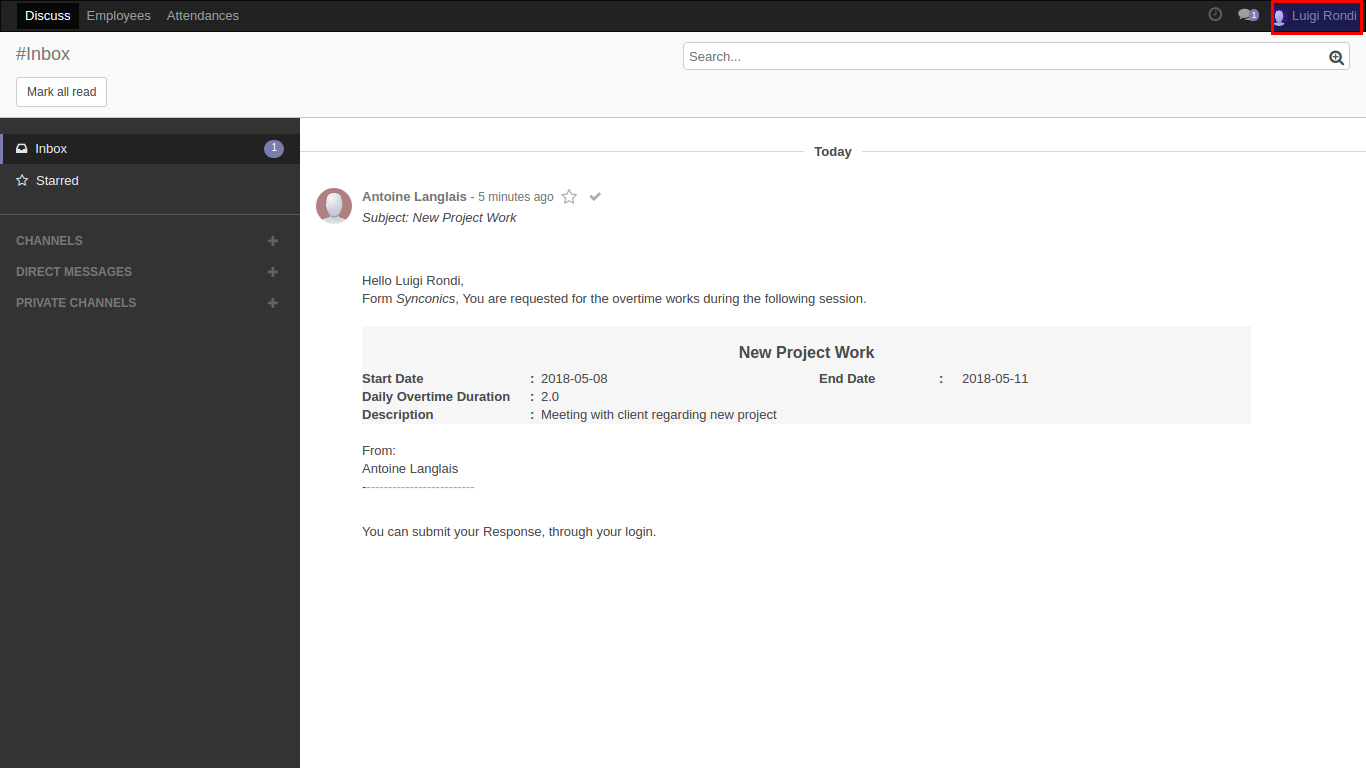 Discuss Employees Attendances 1 Luigi Rondi
#Inbox
Search...
Mark all read
Inbox 1
Starred
CHANNELS
DIRECT MESSAGES
PRIVATE CHANNELS
Today
Antoine Langlais - 5 minutes ago
Subject: New Project Work
Hello Luigi Rondi,
Form Synconics, You are requested for the overtime works during the following session.
New Project Work
Start Date : 2018-05-08 End Date : 2018-05-11
Daily Overtime Duration : 2.0
Description : Meeting with client regarding new project
From:
Antoine Langlais
-------------------------
You can submit your Response, through your login.